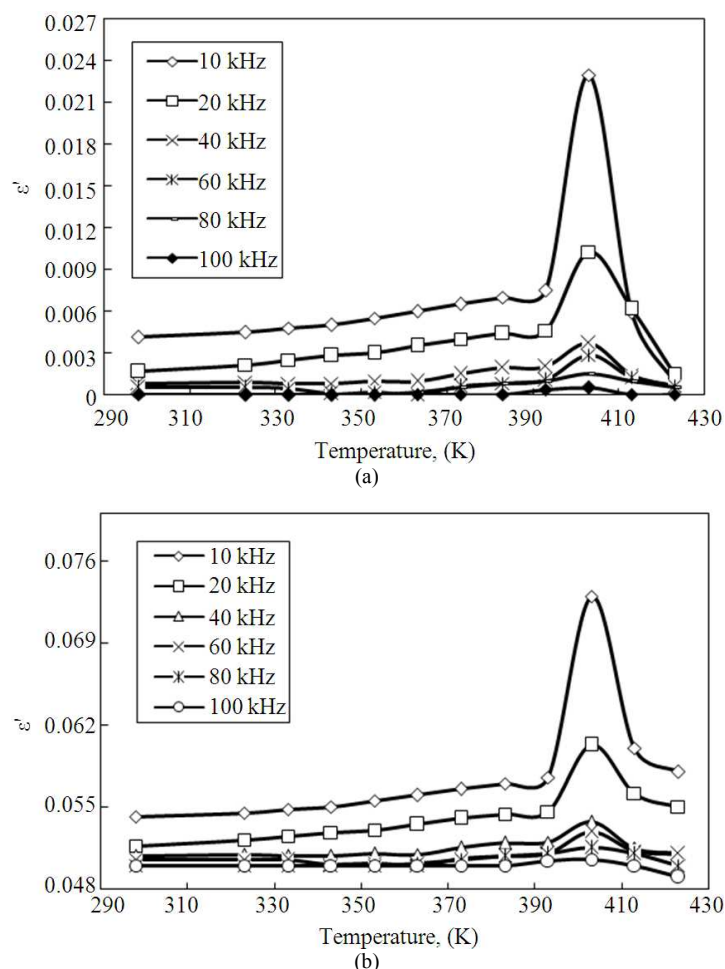 0.027
0.024
0.021
0.018
0.015
0.012
0.009
0.006
0.003
0
ε'
10 kHz
20 kHz
40 kHz
60 kHz
80 kHz
100 kHz
290 310 330 350 370 390 410 430
Temperature, (K)
(a)
0.076
0.069
0.062
0.055
0.048
ε'
10 kHz
20 kHz
40 kHz
60 kHz
80 kHz
100 kHz
290 310 330 350 370 390 410 430
Temperature, (K)
(b)